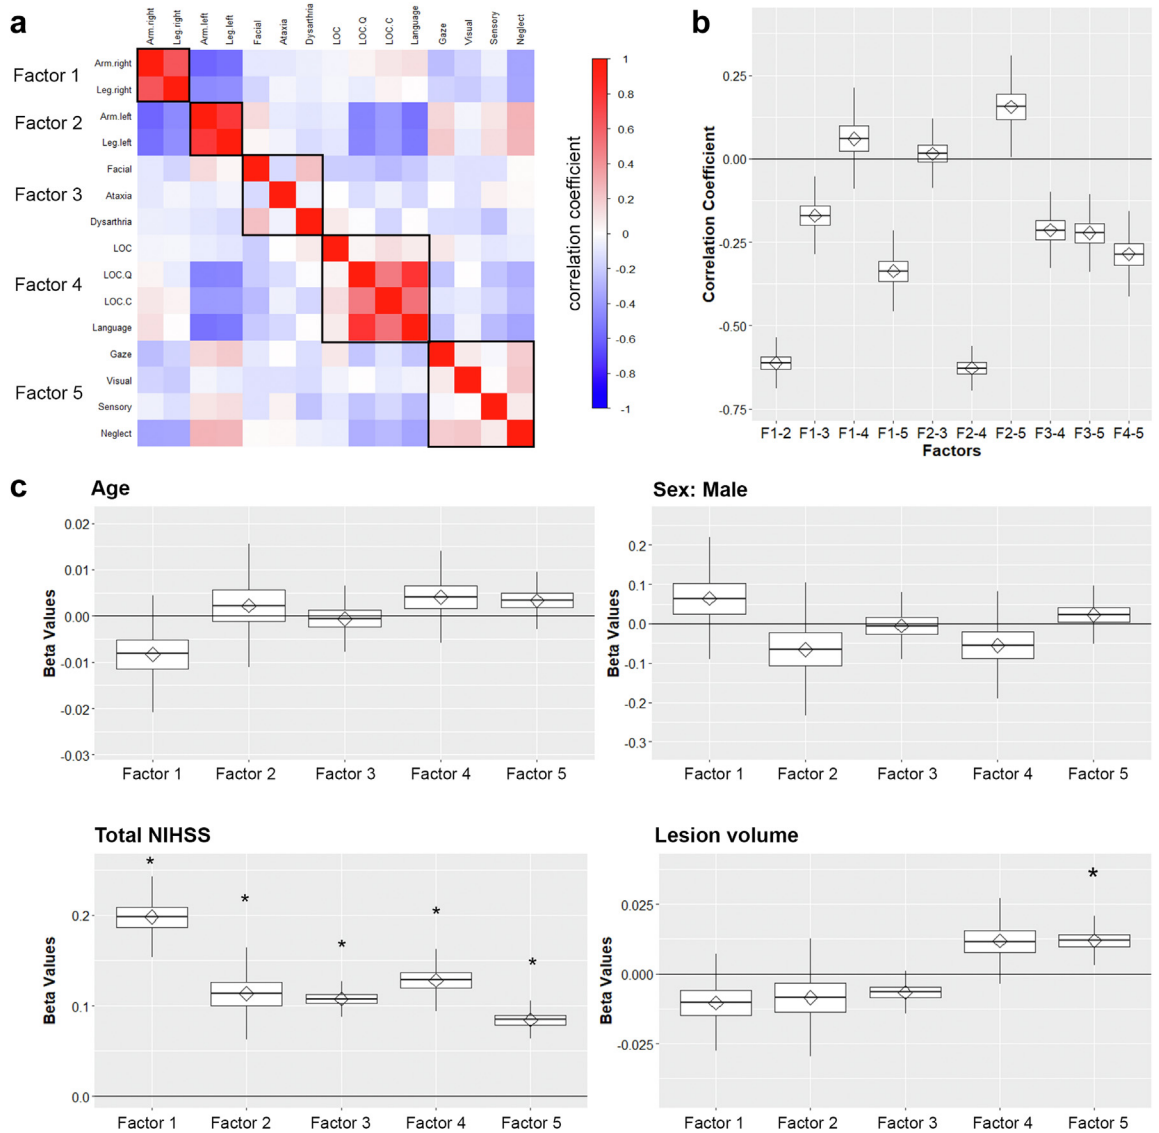 a
Arm.right Leg.right Arm.left Leg.left Facial Ataxia Dysarthria LOC LOC.Q LOC.C Language Gaze Visual Sensory Neglect
Factor 1
Factor 2
Factor 3
Factor 4
Factor 5
Arm.right
Leg.right
Arm.left
Leg.left
Facial
Ataxia
Dysarthria
LOC
LOC.Q
LOC.C
Language
Gaze
Visual
Sensory
Neglect
1
0.8
0.6
0.4
0.2
0
-0.2
-0.4
-0.6
-0.8
-1
correlation coefficient
b
Correlation Coefficient
0.25
0.00
-0.25
-0.50
-0.75
F1-2 F1-3 F1-4 F1-5 F2-3 F2-4 F2-5 F3-4 F3-5 F4-5
Factors
c
Age
Beta Values
0.02
0.01
0.00
-0.01
-0.02
-0.03
Factor 1 Factor 2 Factor 3 Factor 4 Factor 5
Sex: Male
Beta Values
0.2
0.1
0.0
-0.1
-0.2
-0.3
Factor 1 Factor 2 Factor 3 Factor 4 Factor 5
Total NIHSS
Beta Values
0.2
0.1
0.0
* * * * *
Factor 1 Factor 2 Factor 3 Factor 4 Factor 5
Lesion volume
Beta Values
0.025
0.000
-0.025
*
Factor 1 Factor 2 Factor 3 Factor 4 Factor 5